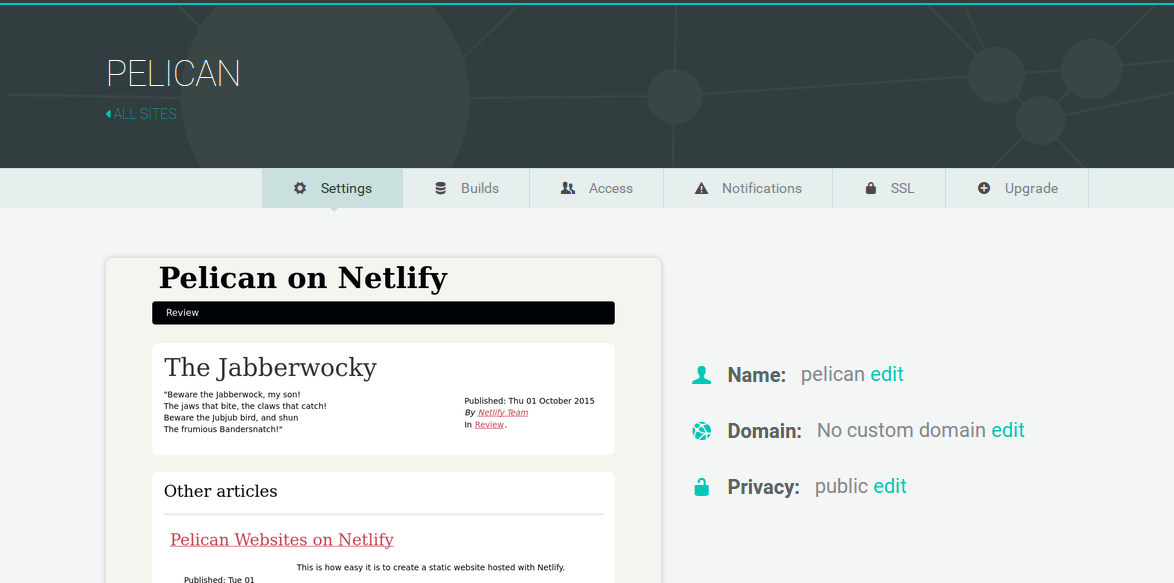 PELICAN
ALL SITES
Settings Builds Access Notifications SSL Upgrade
Pelican on Netlify
Review
The Jabberwocky
"Beware the Jabberwock, my son!
The jaws that bite, the claws that catch!
Beware the Jubjub bird, and shun
The frumious Bandersnatch!"
Published: Thu 01 October 2015
By Netlify Team
In Review.
Other articles
Pelican Websites on Netlify
This is how easy it is to create a static website hosted with Netlify.
Published: Tue 01
Name: pelican edit
Domain: No custom domain edit
Privacy: public edit